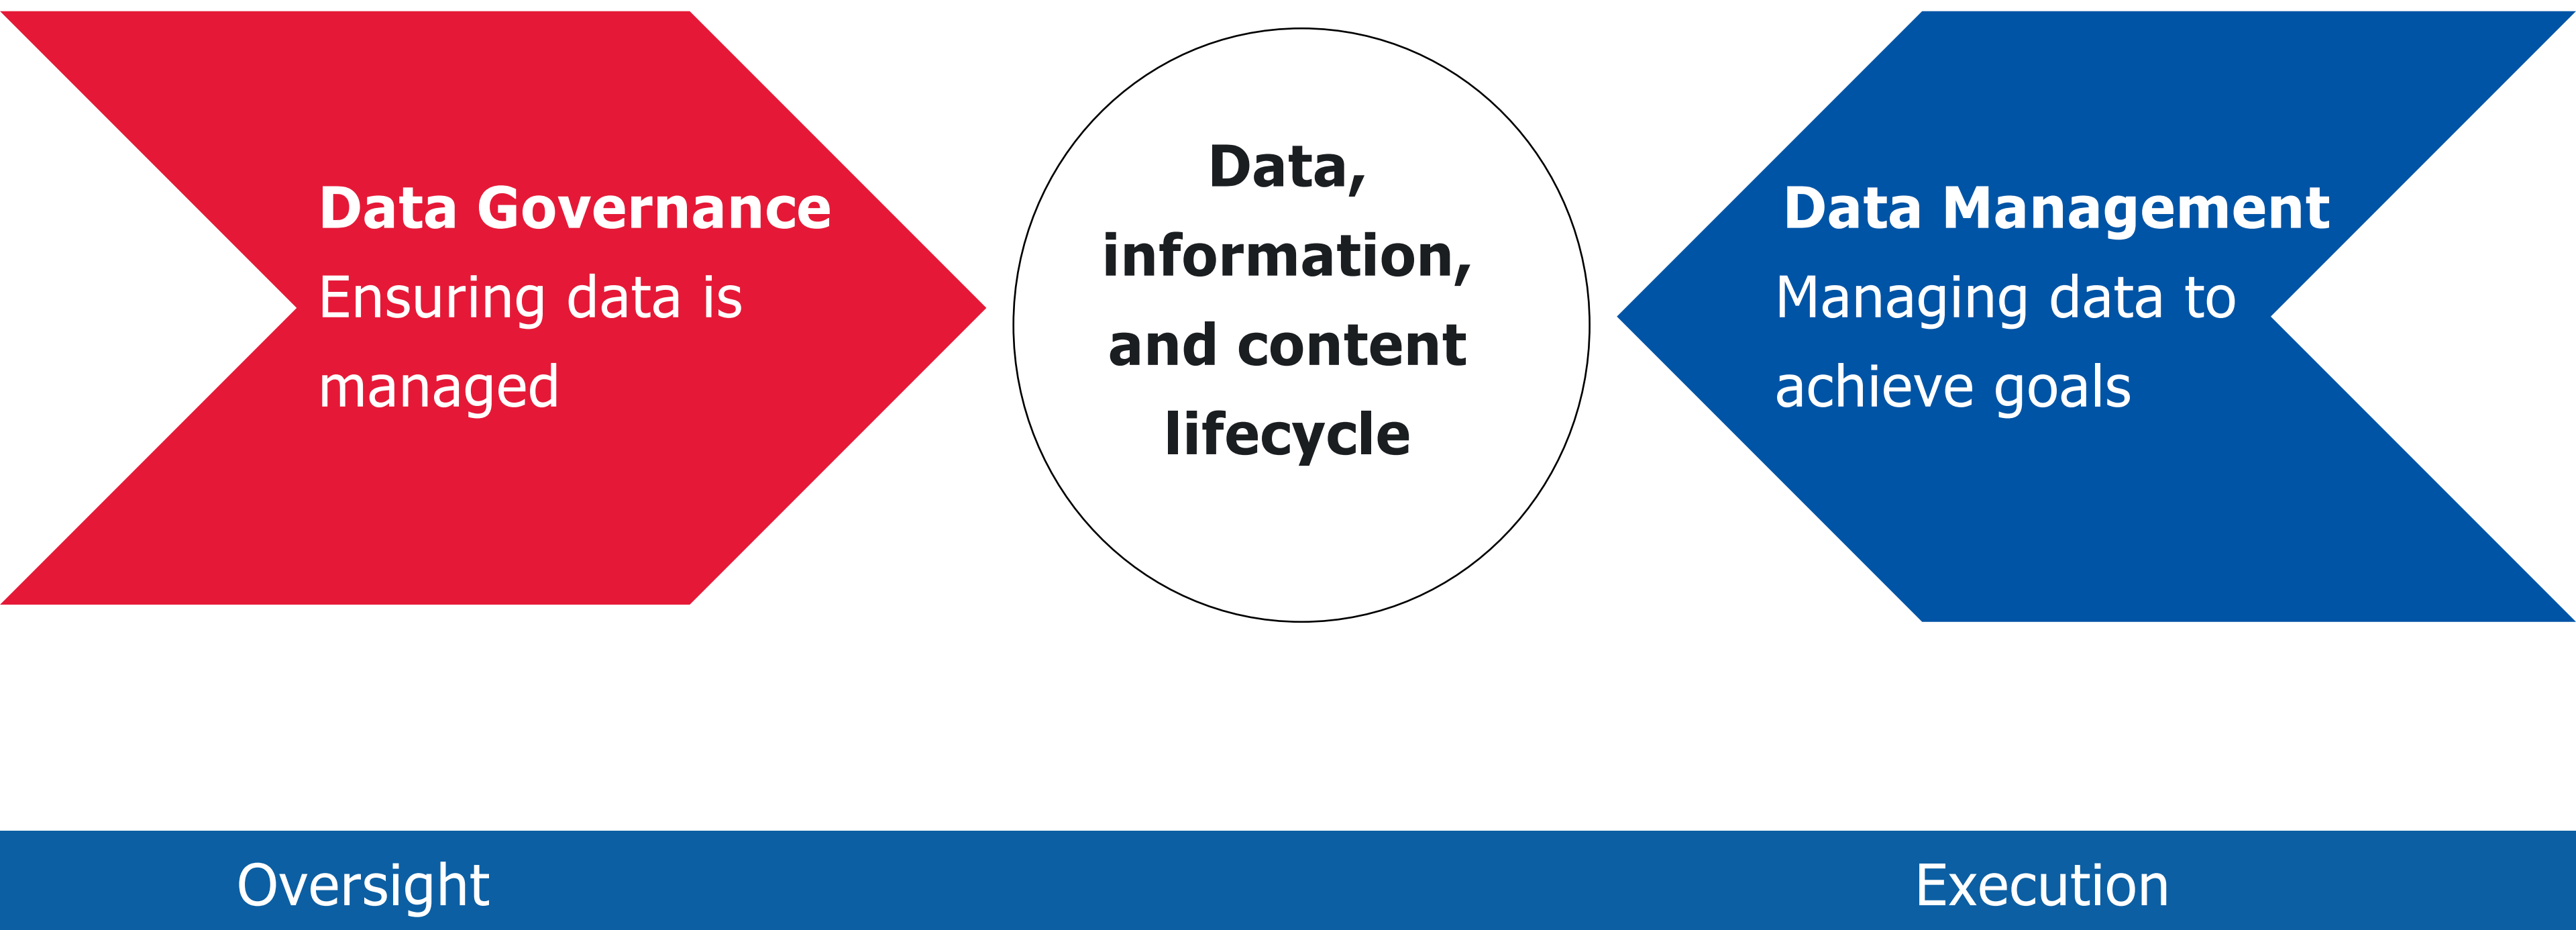 Data Governance
Ensuring data is
managed
Data,
information,
and content
lifecycle
Data Management
Managing data to
achieve goals
Oversight
Execution